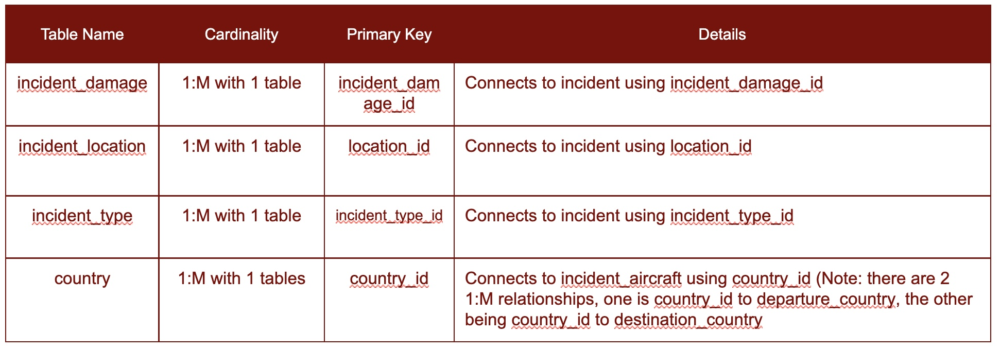 Table Name Cardinality Primary Key Details
incident_damage 1:M with 1 table incident_dam Connects to incident using incident_damage_id
age_id
incident_location 1:M with 1 table location_id Connects to incident using location_id
incident_type 1:M with 1 table incident_type_id Connects to incident using incident_type_id
country 1:M with 1 tables country_id Connects to incident_aircraft using country_id (Note: there are 2
1:M relationships, one is country_id to departure_country, the other
being country_id to destination_country